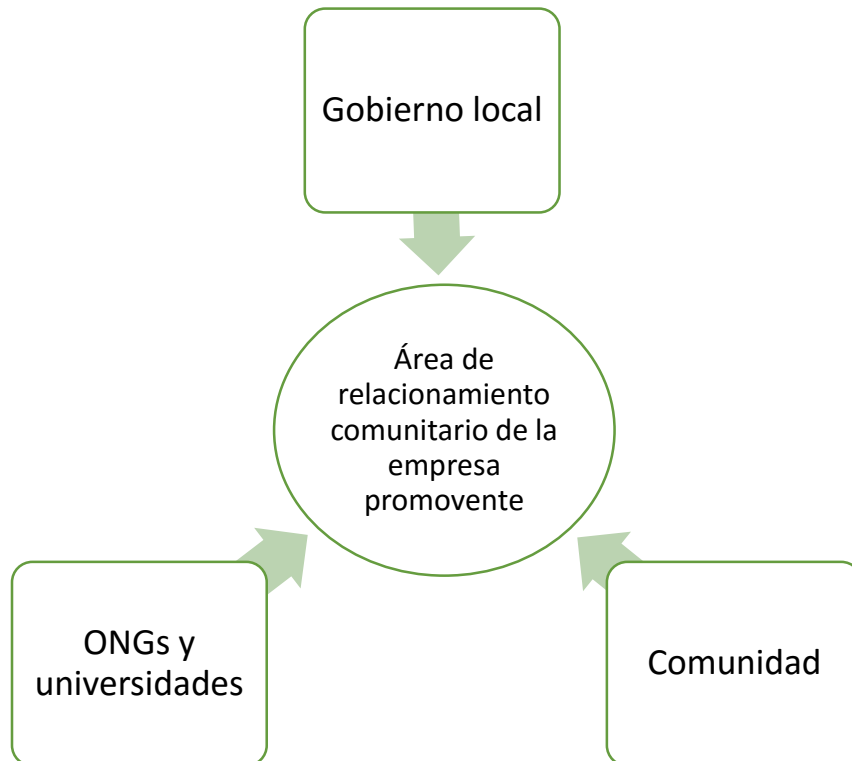 Gobierno local
Área de
relacionamiento
comunitario de la
empresa
promovente
ONGs y
universidades
Comunidad